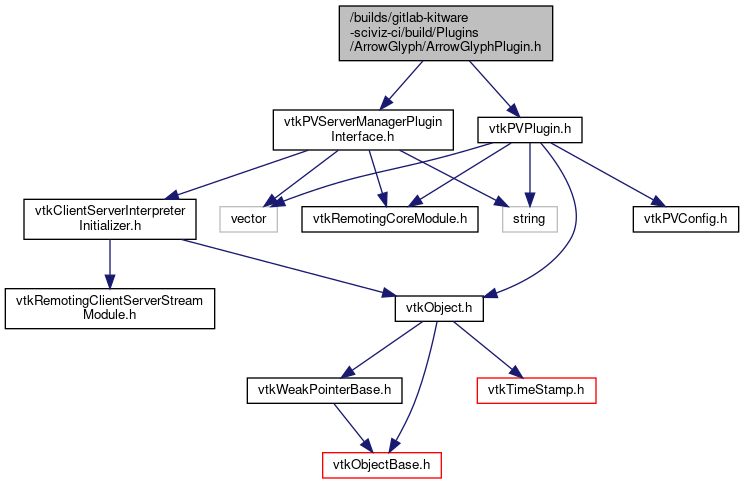 /builds/gitlab-kitware
-sciviz-ci/build/Plugins
/ArrowGlyph/ArrowGlyphPlugin.h
vtkPVServerManagerPlugin
Interface.h
vtkPVPlugin.h
vtkClientServerInterpreter
Initializer.h
vector
vtkRemotingCoreModule.h
string
vtkPVConfig.h
vtkRemotingClientServerStream
Module.h
vtkObject.h
vtkWeakPointerBase.h
vtkTimeStamp.h
vtkObjectBase.h